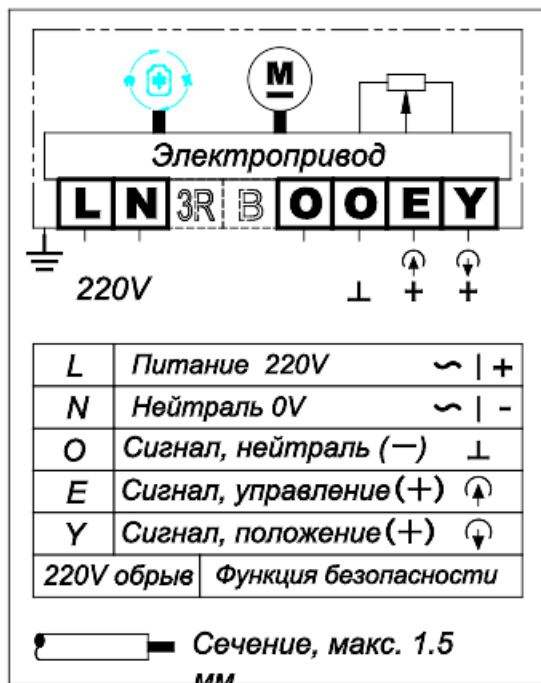 M
Электропривод
L N 3R B O O E Y
220V ⊥ + +
L Питание 220V ∽ | +
N Нейтраль 0V ∽ | -
O Сигнал, нейтраль (—) ⊥
E Сигнал, управление (+)
Y Сигнал, положение (+)
220V обрыв Функция безопасности
Сечение, макс. 1.5
мм